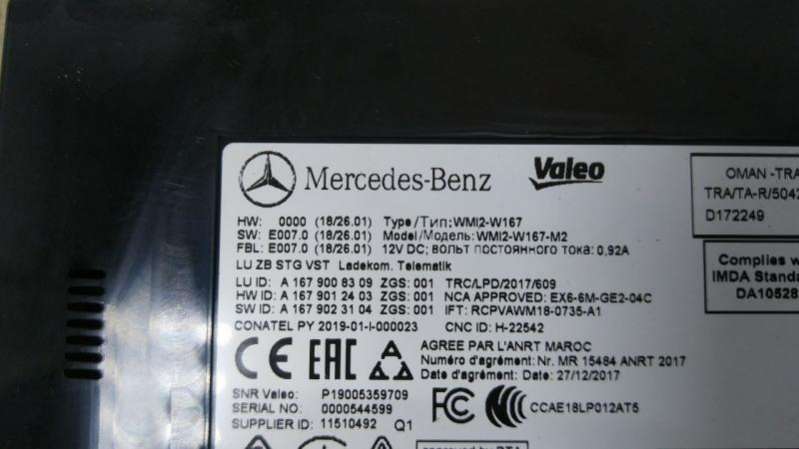 Mercedes-Benz
Valeo
HW: 0000 (18/26.01) Type/Тип: WMI2-W167
SW: E007.0 (18/26.01) Model/Модель: WMI2-W167-M2
FBL: E007.0 (18/26.01) 12V DC; вольт постоянного тока: 0,92A
LU ZB STG VST Ladekom. Telematik
LU ID: A 167 900 83 09 ZGS: 001 TRC/LPD/2017/609
HW ID: A 167 901 24 03 ZGS: 001 NCA APPROVED: EX6-6M-GE2-04C
SW ID: A 167 902 31 04 ZGS: 001 IFT: RCPVAWM18-0735-A1
CONATEL PY 2019-01-I-000023 CNC ID: H-22542
CE EAC
AGREE PAR L'ANRT MAROC
Numéro d'agrément: Nr. MR 15484 ANRT 2017
Date d'agrément: Date: 27/12/2017
SNR Valeo: P19005359709
SERIAL NO: 0000544599
SUPPLIER ID: 11510492 Q1
FC
CCAE18LP012AT6
OMAN -TRA
TRA/TA-R/5042
D172249
Complies w
IMDA Standa
DA10528